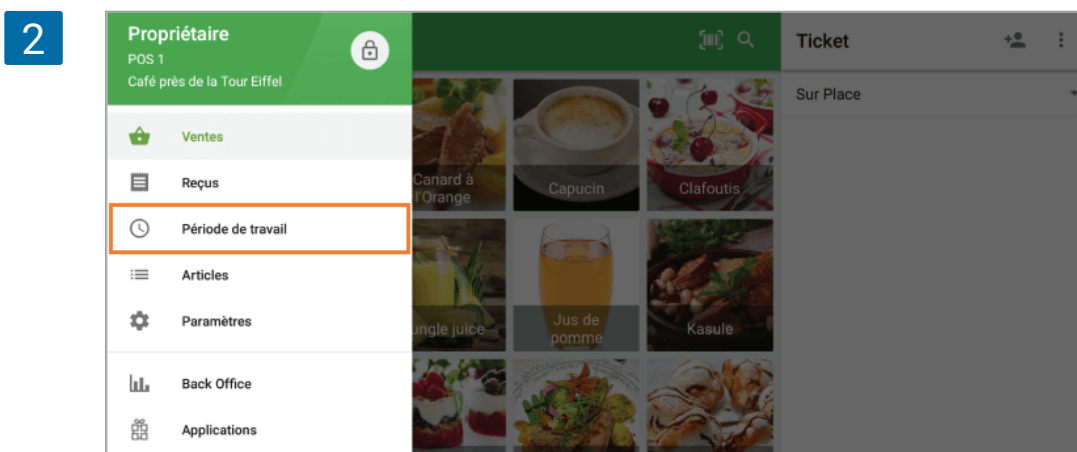 2
Propriétaire
POS 1
Café près de la Tour Eiffel
Ventes
Reçus
Période de travail
Articles
Paramètres
Back Office
Applications
Canard à
l'Orange
Capucin
Clafoutis
ungle juice
Jus de
pomme
Kasule
Ticket
Sur Place